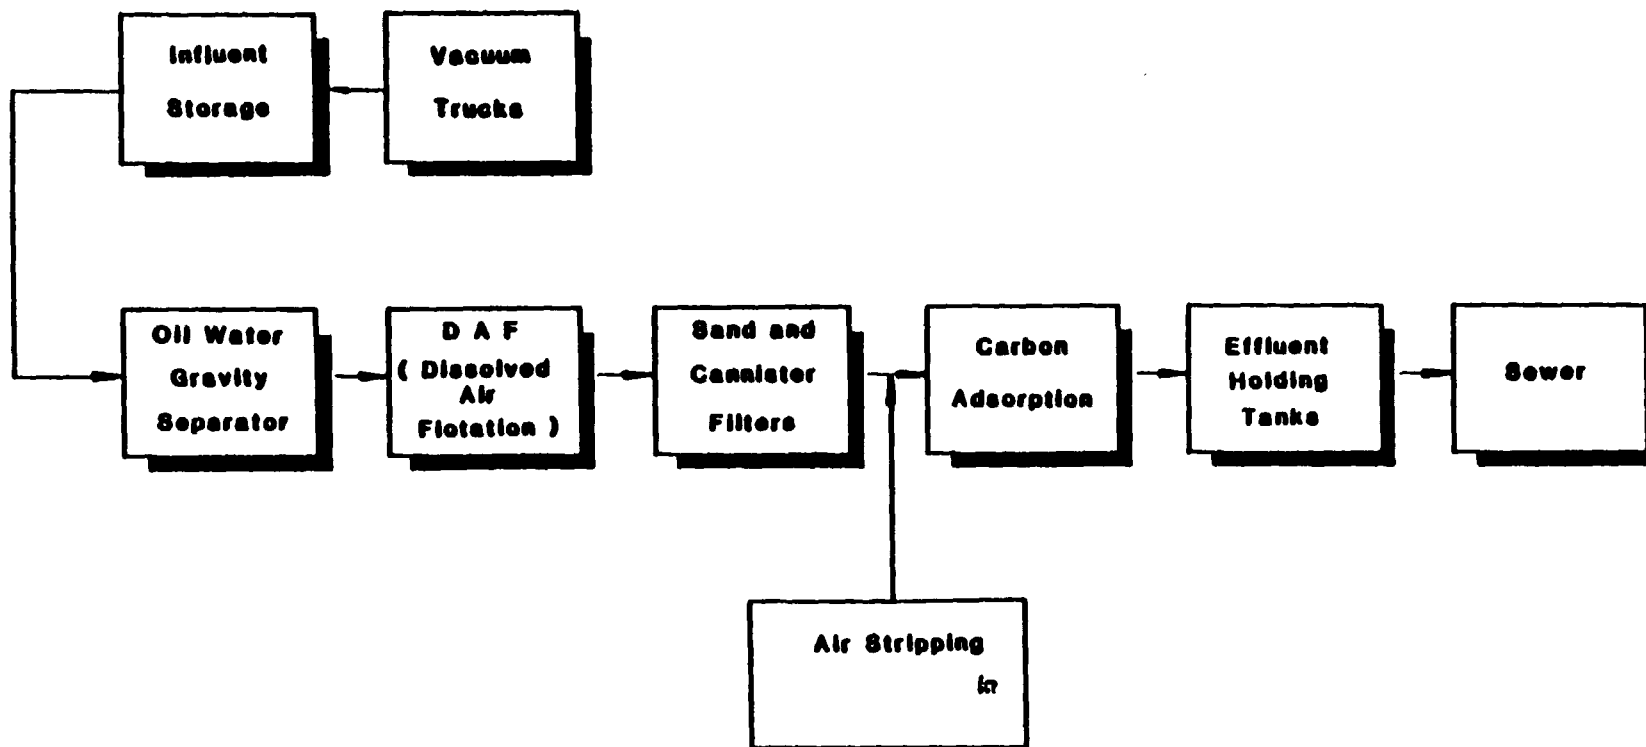 Influent
Storage
Vacuum
Trucks
Oil Water
Gravity
Separator
D A F
( Dissolved
Air
Flotation )
Sand and
Cannister
Filters
Carbon
Adsorption
Effluent
Holding
Tanks
Sewer
Air Stripping